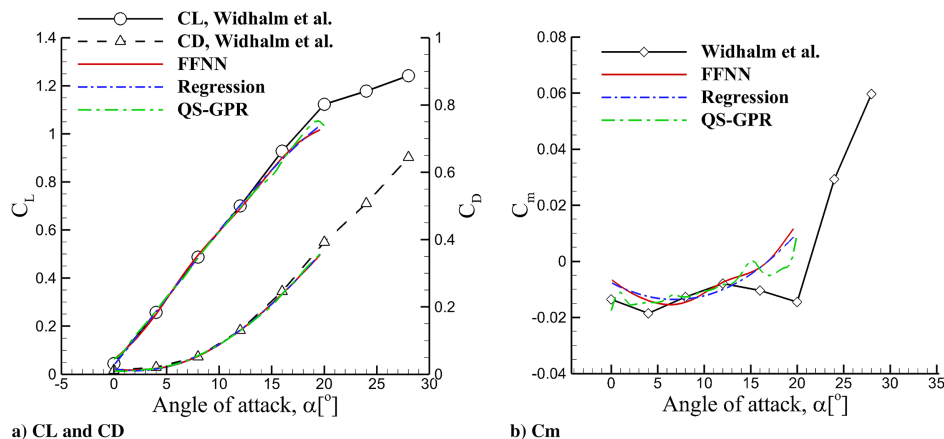 CL, Widhalm et al.
CD, Widhalm et al.
FFNN
Regression
QS-GPR
1.4
1.2
1
0.8
0.6
0.4
0.2
0
C_L
1
0.8
0.6
0.4
0.2
0
C_D
-5 0 5 10 15 20 25 30
Angle of attack, α[°]
a) CL and CD
Widhalm et al.
FFNN
Regression
QS-GPR
0.08
0.06
0.04
0.02
0
-0.02
-0.04
C_m
0 5 10 15 20 25 30 35
Angle of attack, α[°]
b) Cm